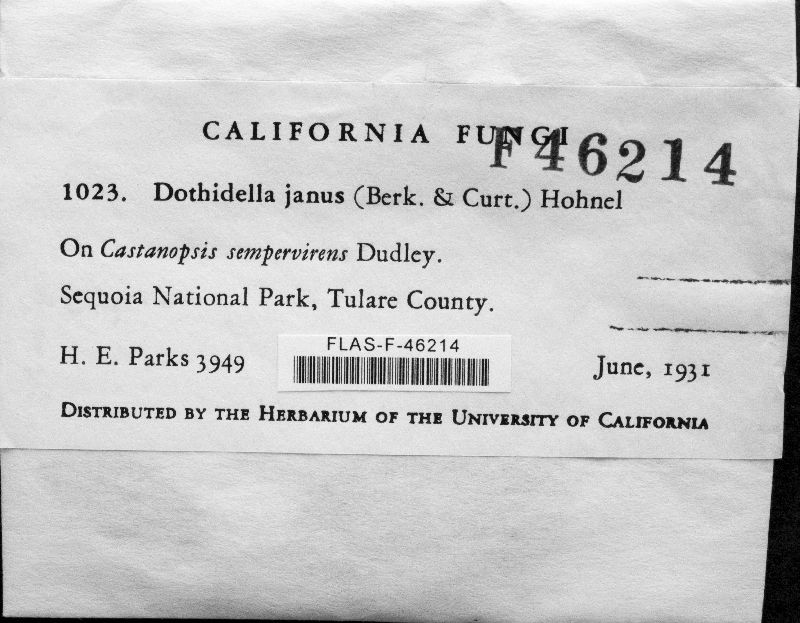 CALIFORNIA FUNGI
F46214
1023. Dothidella janus (Berk. & Curt.) Hohnel
On Castanopsis sempervirens Dudley.
Sequoia National Park, Tulare County.
FLAS-F-46214
H. E. Parks 3949
June, 1931
DISTRIBUTED BY THE HERBARIUM OF THE UNIVERSITY OF CALIFORNIA